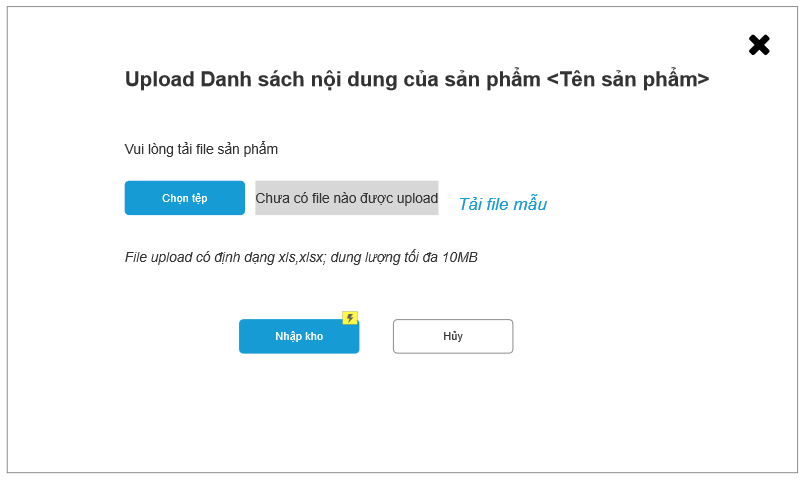 Upload Danh sách nội dung của sản phẩm <Tên sản phẩm>
Vui lòng tải file sản phẩm
Chọn tệp
Chưa có file nào được upload
Tải file mẫu
File upload có định dạng xls,xlsx; dung lượng tối đa 10MB
Nhập kho
Hủy